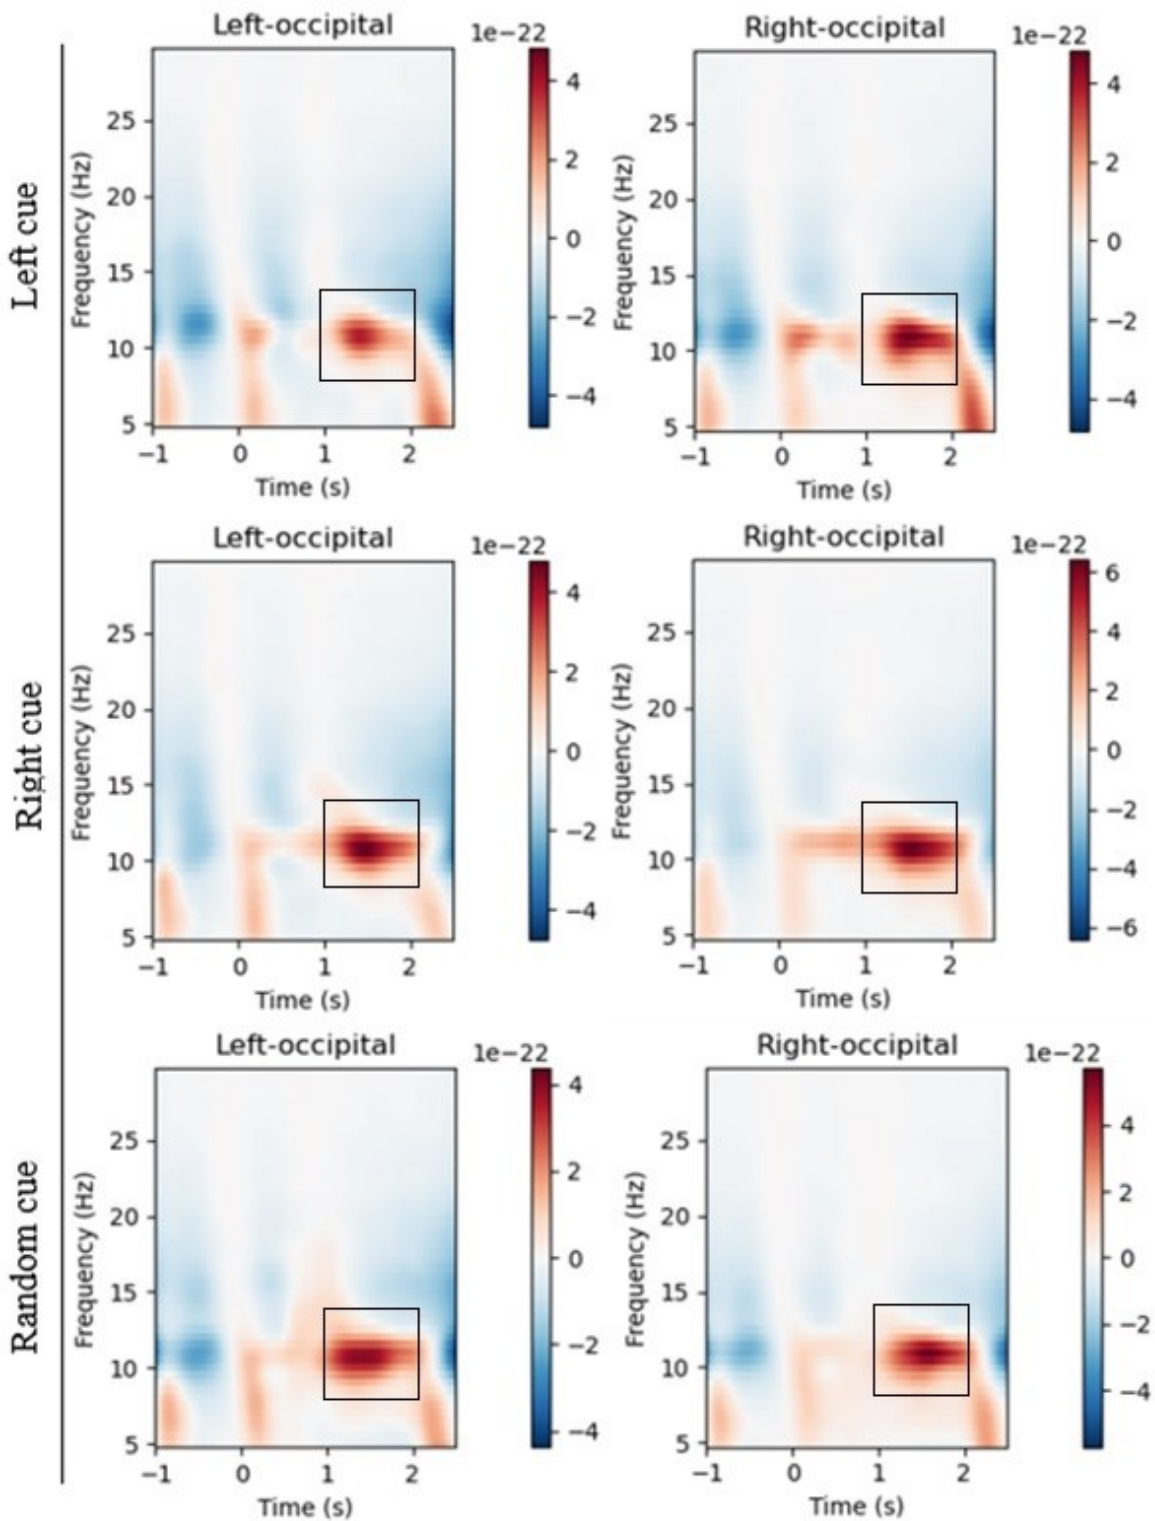 Left cue
Left-occipital
1e−22
Frequency (Hz)
25
20
15
10
5
−1 0 1 2
Time (s)
4
2
0
−2
−4
Right-occipital
1e−22
Frequency (Hz)
25
20
15
10
5
−1 0 1 2
Time (s)
4
2
0
−2
−4
Right cue
Left-occipital
1e−22
Frequency (Hz)
25
20
15
10
5
−1 0 1 2
Time (s)
4
2
0
−2
−4
Right-occipital
1e−22
Frequency (Hz)
25
20
15
10
5
−1 0 1 2
Time (s)
6
4
2
0
−2
−4
−6
Random cue
Left-occipital
1e−22
Frequency (Hz)
25
20
15
10
5
−1 0 1 2
Time (s)
4
2
0
−2
−4
Right-occipital
1e−22
Frequency (Hz)
25
20
15
10
5
−1 0 1 2
Time (s)
4
2
0
−2
−4